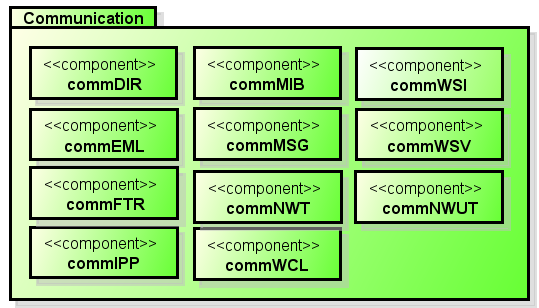 Communication
<<component>>
commDIR
<<component>>
commMIB
<<component>>
commWSI
<<component>>
commEML
<<component>>
commMSG
<<component>>
commWSV
<<component>>
commFTR
<<component>>
commNWT
<<component>>
commNWUT
<<component>>
commIPP
<<component>>
commWCL